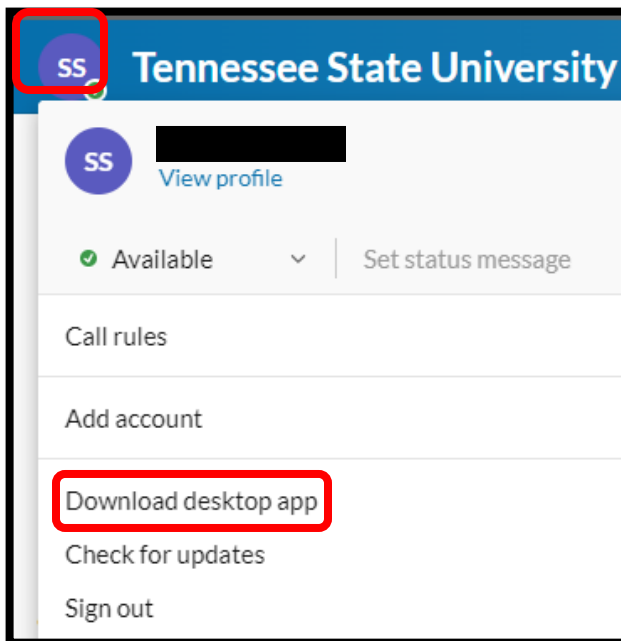 SS Tennessee State University
SS
View profile
Available Set status message
Call rules
Add account
Download desktop app
Check for updates
Sign out